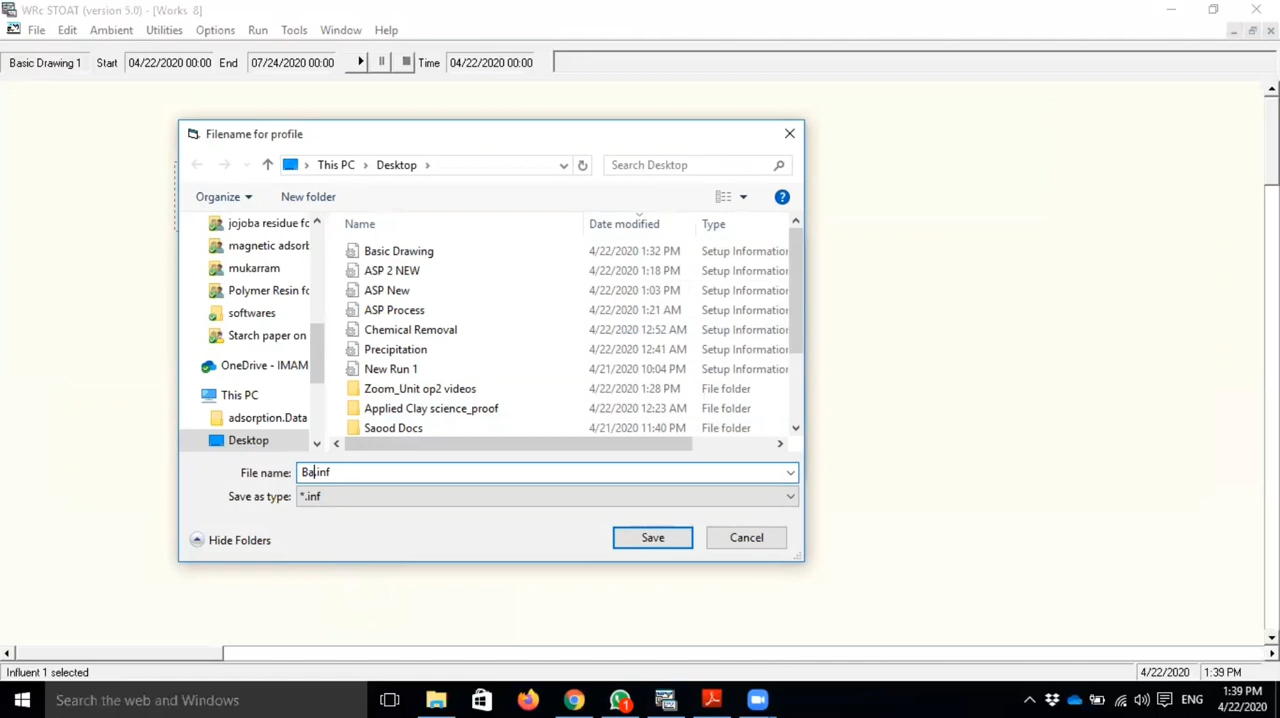 WRc STOAT (version 5.0) - [Works 8]
File Edit Ambient Utilities Options Run Tools Window Help
Basic Drawing 1 Start 04/22/2020 00:00 End 07/24/2020 00:00 Time 04/22/2020 00:00
Filename for profile
This PC Desktop Search Desktop
Organize New folder
Name Date modified Type
jojoba residue fo
magnetic adsorb
mukarram
Polymer Resin fo
softwares
Starch paper on
OneDrive - IMAM
This PC
adsorption.Data
Desktop
Basic Drawing 4/22/2020 1:32 PM Setup Information
ASP 2 NEW 4/22/2020 1:18 PM Setup Information
ASP New 4/22/2020 1:03 PM Setup Information
ASP Process 4/22/2020 1:21 AM Setup Information
Chemical Removal 4/22/2020 12:52 AM Setup Information
Precipitation 4/22/2020 12:41 AM Setup Information
New Run 1 4/21/2020 10:04 PM Setup Information
Zoom_Unit op2 videos 4/22/2020 1:28 PM File folder
Applied Clay science_proof 4/22/2020 12:23 AM File folder
Saood Docs 4/21/2020 11:40 PM File folder
File name: Ba.inf
Save as type: *.inf
Hide Folders Save Cancel
Influent 1 selected 4/22/2020 1:39 PM
Search the web and Windows 1 ENG 1:39 PM
4/22/2020